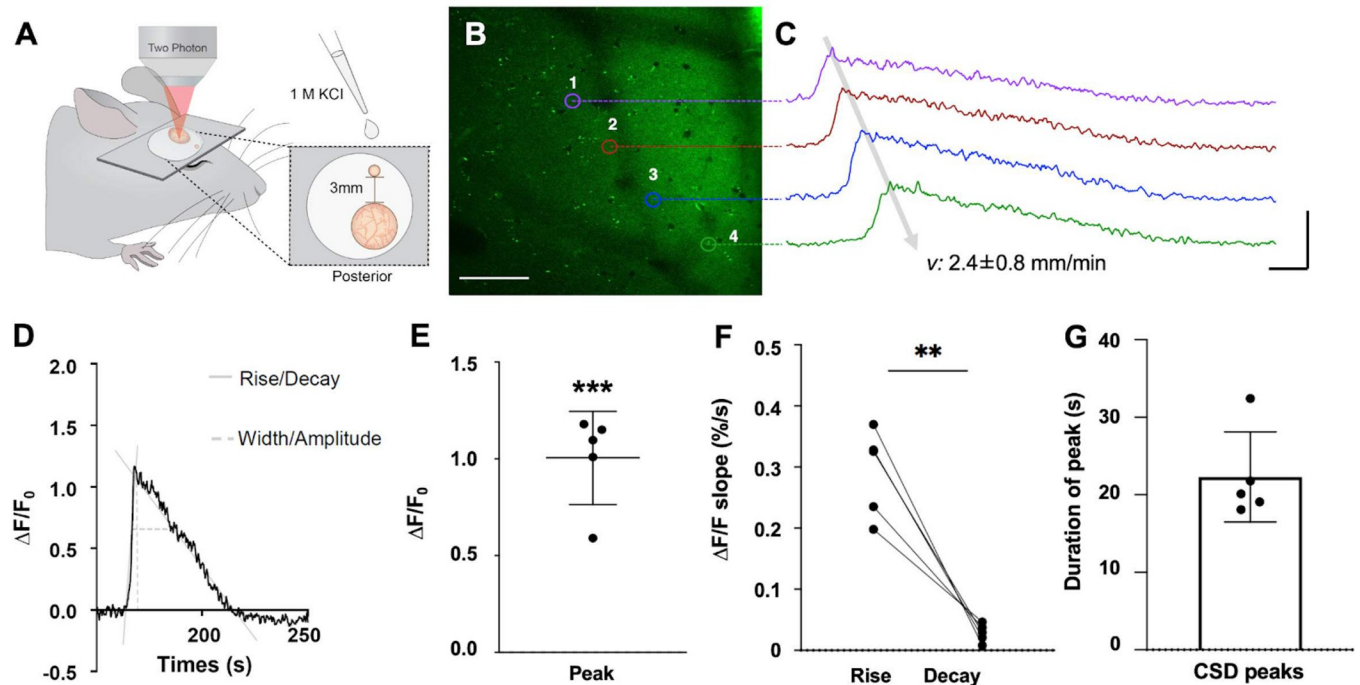 A
Two Photon
1 M KCl
3mm
Posterior
B
1
2
3
4
C
v: 2.4±0.8 mm/min
D
ΔF/F0
2.0
1.5
1.0
0.5
0.0
-0.5
200
250
Times (s)
Rise/Decay
Width/Amplitude
E
ΔF/F0
1.5
1.0
0.5
0.0
***
Peak
F
ΔF/F slope (%/s)
0.5
0.4
0.3
0.2
0.1
0
**
Rise Decay
G
Duration of peak (s)
40
30
20
10
0
CSD peaks